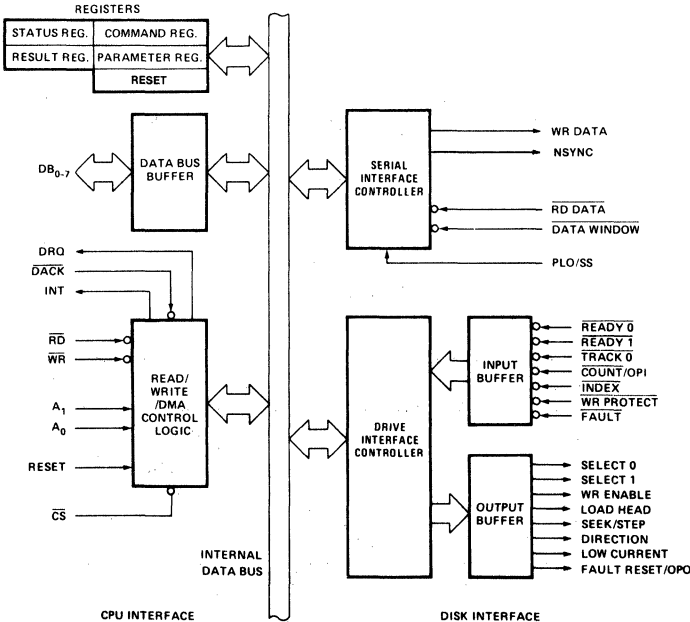 REGISTERS
STATUS REG. COMMAND REG.
RESULT REG. PARAMETER REG.
RESET
DB0-7
DATA BUS
BUFFER
DRQ
DACK
INT
RD
WR
A1
A0
RESET
CS
READ/
WRITE
/DMA
CONTROL
LOGIC
INTERNAL
DATA BUS
CPU INTERFACE
SERIAL
INTERFACE
CONTROLLER
WR DATA
NSYNC
RD DATA
DATA WINDOW
PLO/SS
DRIVE
INTERFACE
CONTROLLER
INPUT
BUFFER
READY 0
READY 1
TRACK 0
COUNT/OPI
INDEX
WR PROTECT
FAULT
OUTPUT
BUFFER
SELECT 0
SELECT 1
WR ENABLE
LOAD HEAD
SEEK/STEP
DIRECTION
LOW CURRENT
FAULT RESET/OPO
DISK INTERFACE